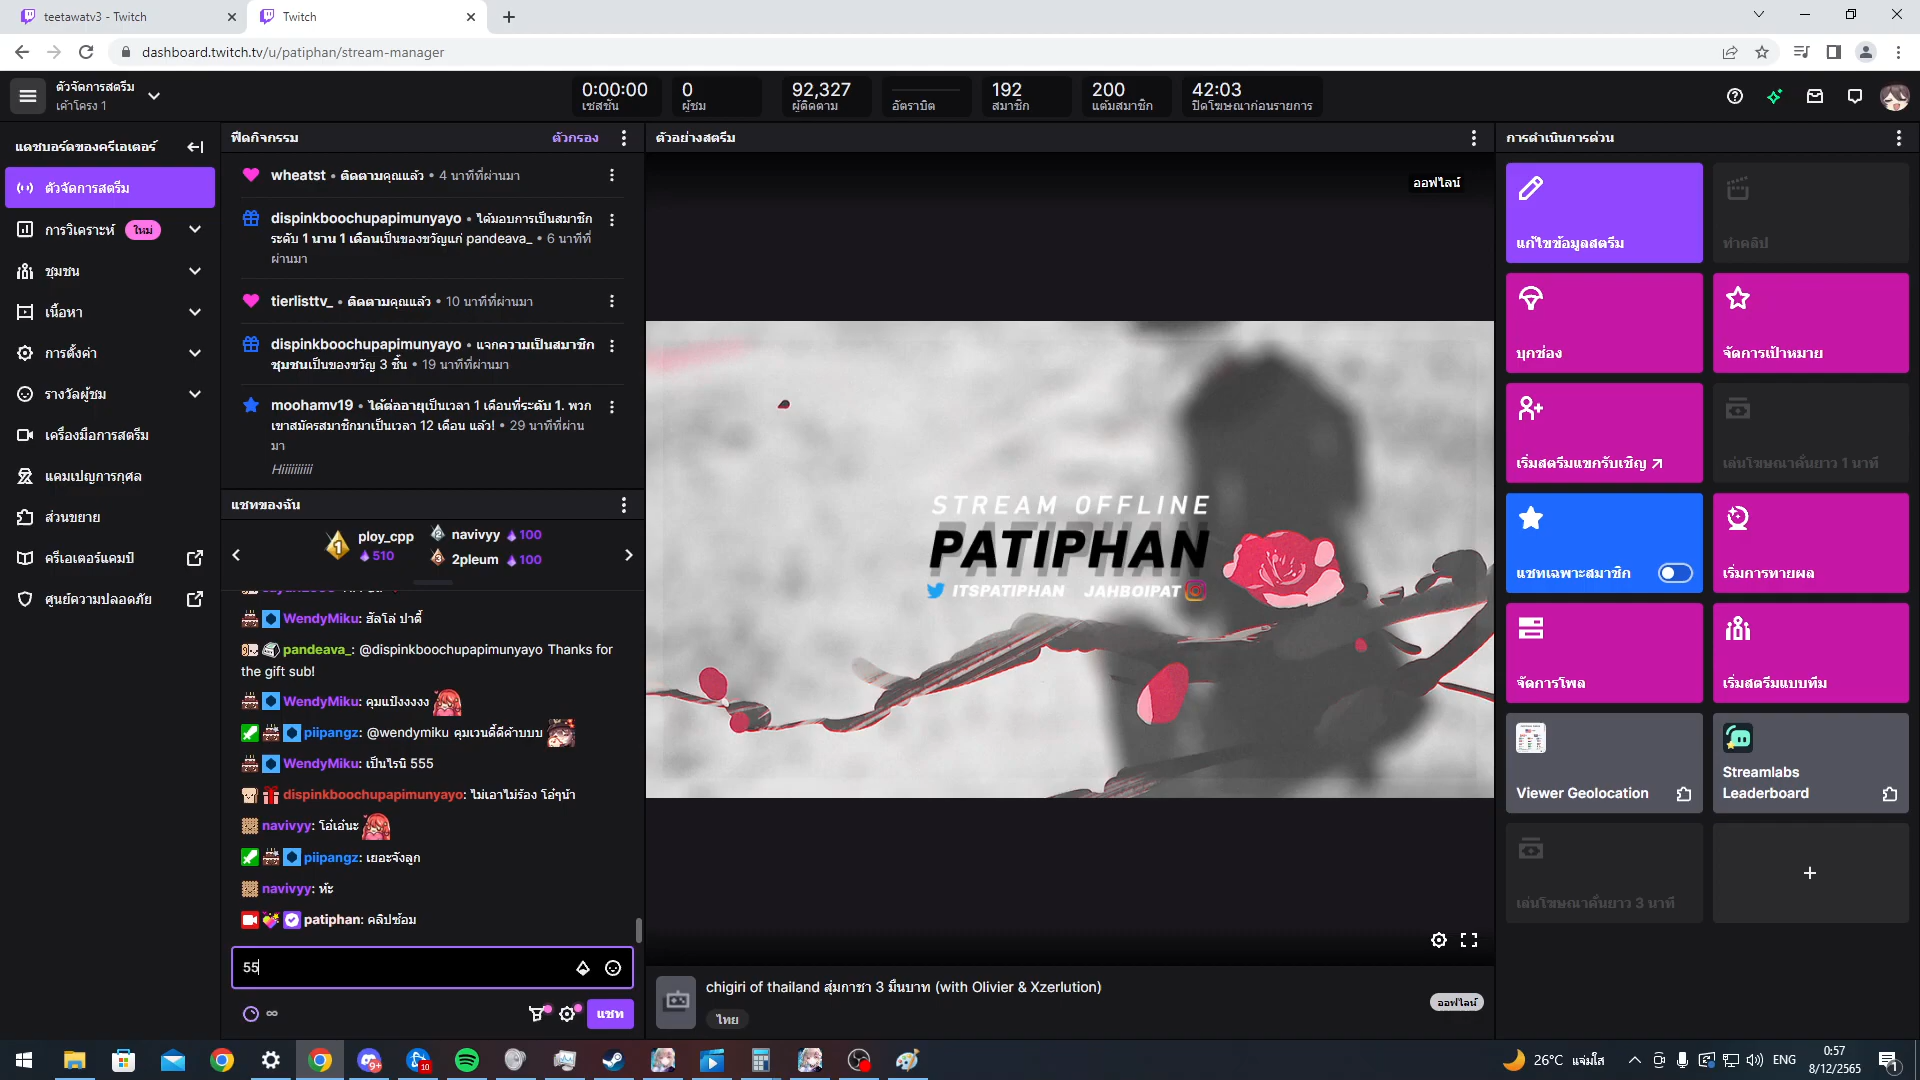 teetawatv3 - Twitch
Twitch
dashboard.twitch.tv/u/patiphan/stream-manager
ตัวจัดการสตรีม
เค้าโครง 1
0:00:00
เซสชัน
0
ผู้ชม
92,327
ผู้ติดตาม
อัตราบิต
192
สมาชิก
200
แต้มสมาชิก
42:03
ปิดโฆษณาก่อนรายการ
แดชบอร์ดของครีเอเตอร์
ตัวจัดการสตรีม
การวิเคราะห์
ใหม่
ชุมชน
เนื้อหา
การตั้งค่า
รางวัลผู้ชม
เครื่องมือการสตรีม
แคมเปญการกุศล
ส่วนขยาย
ครีเอเตอร์แคมป์
ศูนย์ความปลอดภัย
ฟีดกิจกรรม
ตัวกรอง
wheatst • ติดตามคุณแล้ว • 4 นาทีที่ผ่านมา
dispinkboochupapimunyayo • ได้มอบการเป็นสมาชิก
ระดับ 1 นาน 1 เดือนเป็นของขวัญแก่ pandeava_ • 6 นาทีที่
ผ่านมา
tierlisttv_ • ติดตามคุณแล้ว • 10 นาทีที่ผ่านมา
dispinkboochupapimunyayo • แจกความเป็นสมาชิก
ชุมชนเป็นของขวัญ 3 ชิ้น • 19 นาทีที่ผ่านมา
moohamv19 • ได้ต่ออายุเป็นเวลา 1 เดือนที่ระดับ 1. พวก
เขาสมัครสมาชิกมาเป็นเวลา 12 เดือน แล้ว! • 29 นาทีที่ผ่าน
มา
Hiiiiiiiiii
แชทของฉัน
1
ploy_cpp
510
2
navivyy
100
3
2pleum
100
WendyMiku: ฮัลโล่ ปาตี้
pandeava_: @dispinkboochupapimunyayo Thanks for
the gift sub!
WendyMiku: คุมแป้งงงงง
piipangz: @wendymiku คุมเวนดี้ดีค้าบบบ
WendyMiku: เป็นไรนิ 555
dispinkboochupapimunyayo: ไม่เอาไม่ร้อง โอ๋ๆน้า
navivyy: โอ๋เอ๋นะ
piipangz: เยอะจังลูก
navivyy: ห้ะ
patiphan: คลิปซ้อม
55
∞
แชท
ตัวอย่างสตรีม
ออฟไลน์
STREAM OFFLINE
PATIPHAN
ITSPATIPHAN
JAHBOIPAT
chigiri of thailand สุ่มกาชา 3 มื่นบาท (with Olivier & Xzerlution)
ไทย
ออฟไลน์
การดำเนินการด่วน
แก้ไขข้อมูลสตรีม
ทำคลิป
บุกช่อง
จัดการเป้าหมาย
เริ่มสตรีมแขกรับเชิญ
เล่นโฆษณาคั่นยาว 1 นาที
แชทเฉพาะสมาชิก
เริ่มการทายผล
จัดการโพล
เริ่มสตรีมแบบทีม
Viewer Geolocation
Streamlabs
Leaderboard
เล่นโฆษณาคั่นยาว 3 นาที
9+
10
26°C แจ่มใส
ENG
0:57
8/12/2565
1